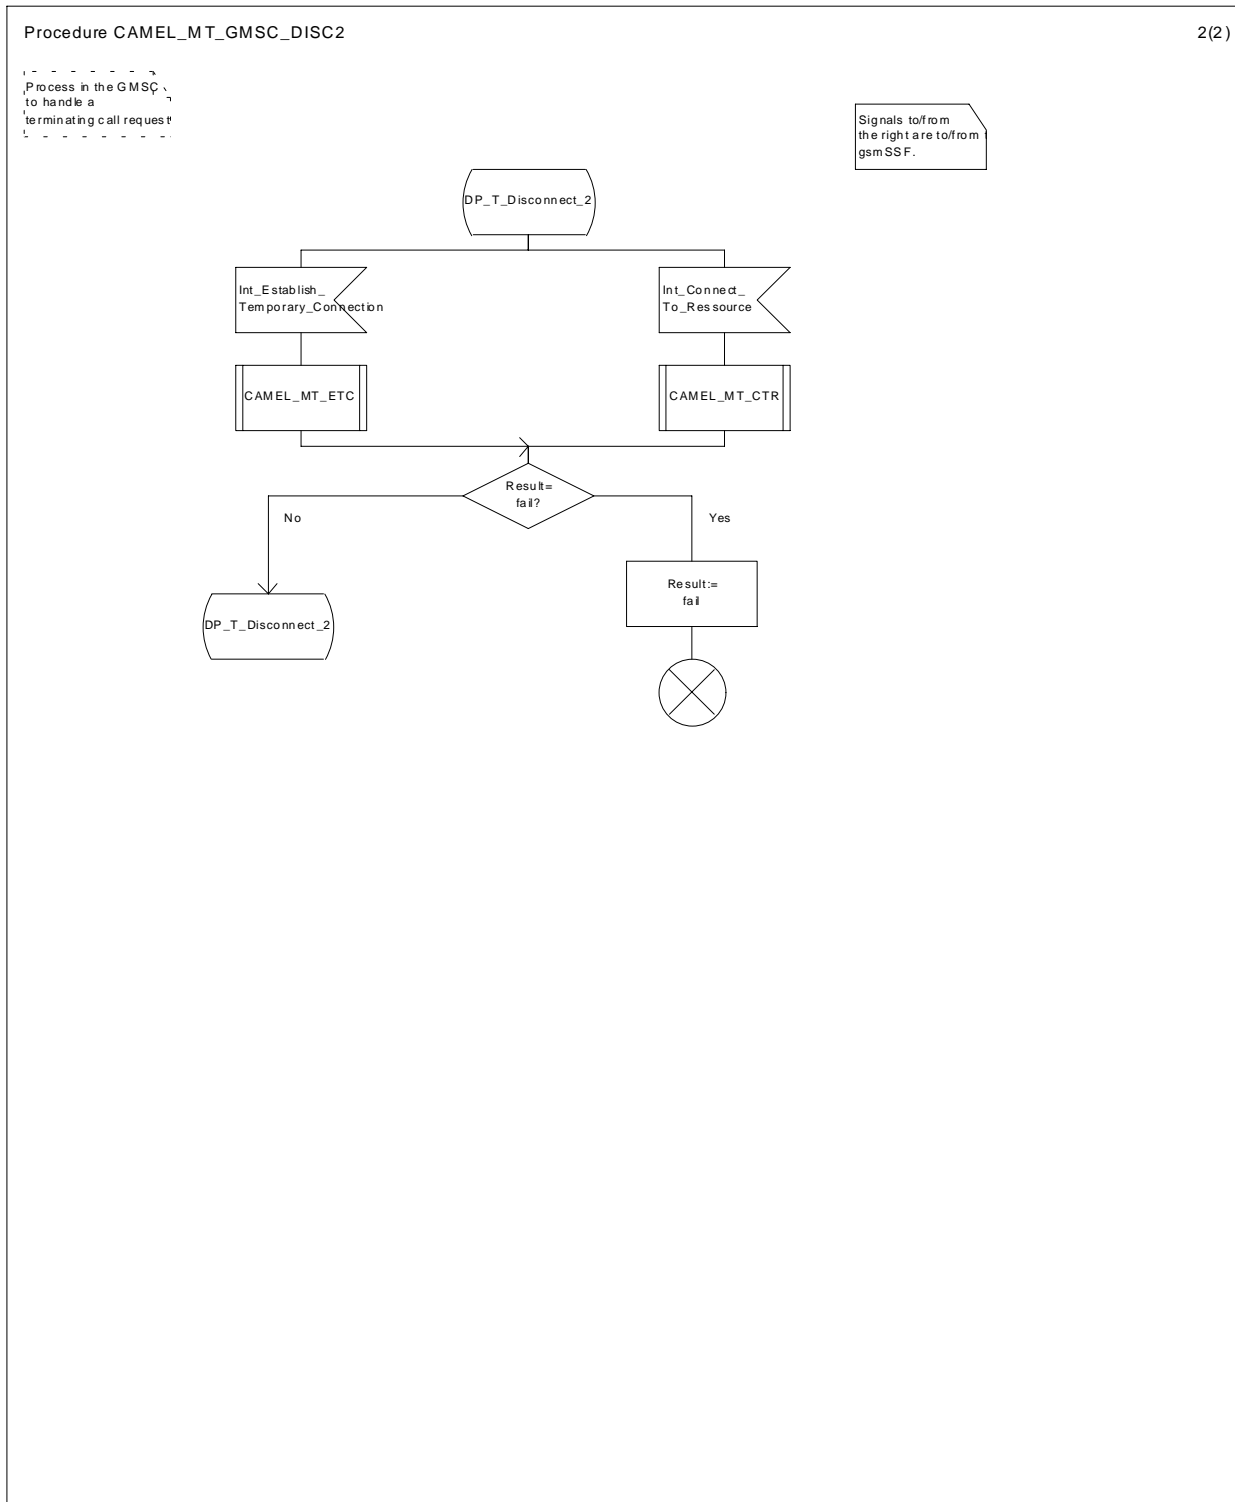 Procedure CAMEL_MT_GMSC_DISC2
2(2)
Process in the GMSC
to handle a
terminating call request
Signals to/from
the right are to/from
gsmSSF.
DP_T_Disconnect_2
Int_Establish_
Temporary_Connection
Int_Connect_
To_Ressource
CAMEL_MT_ETC
CAMEL_MT_CTR
Result=
fail?
No
Yes
Result:=
fail
DP_T_Disconnect_2